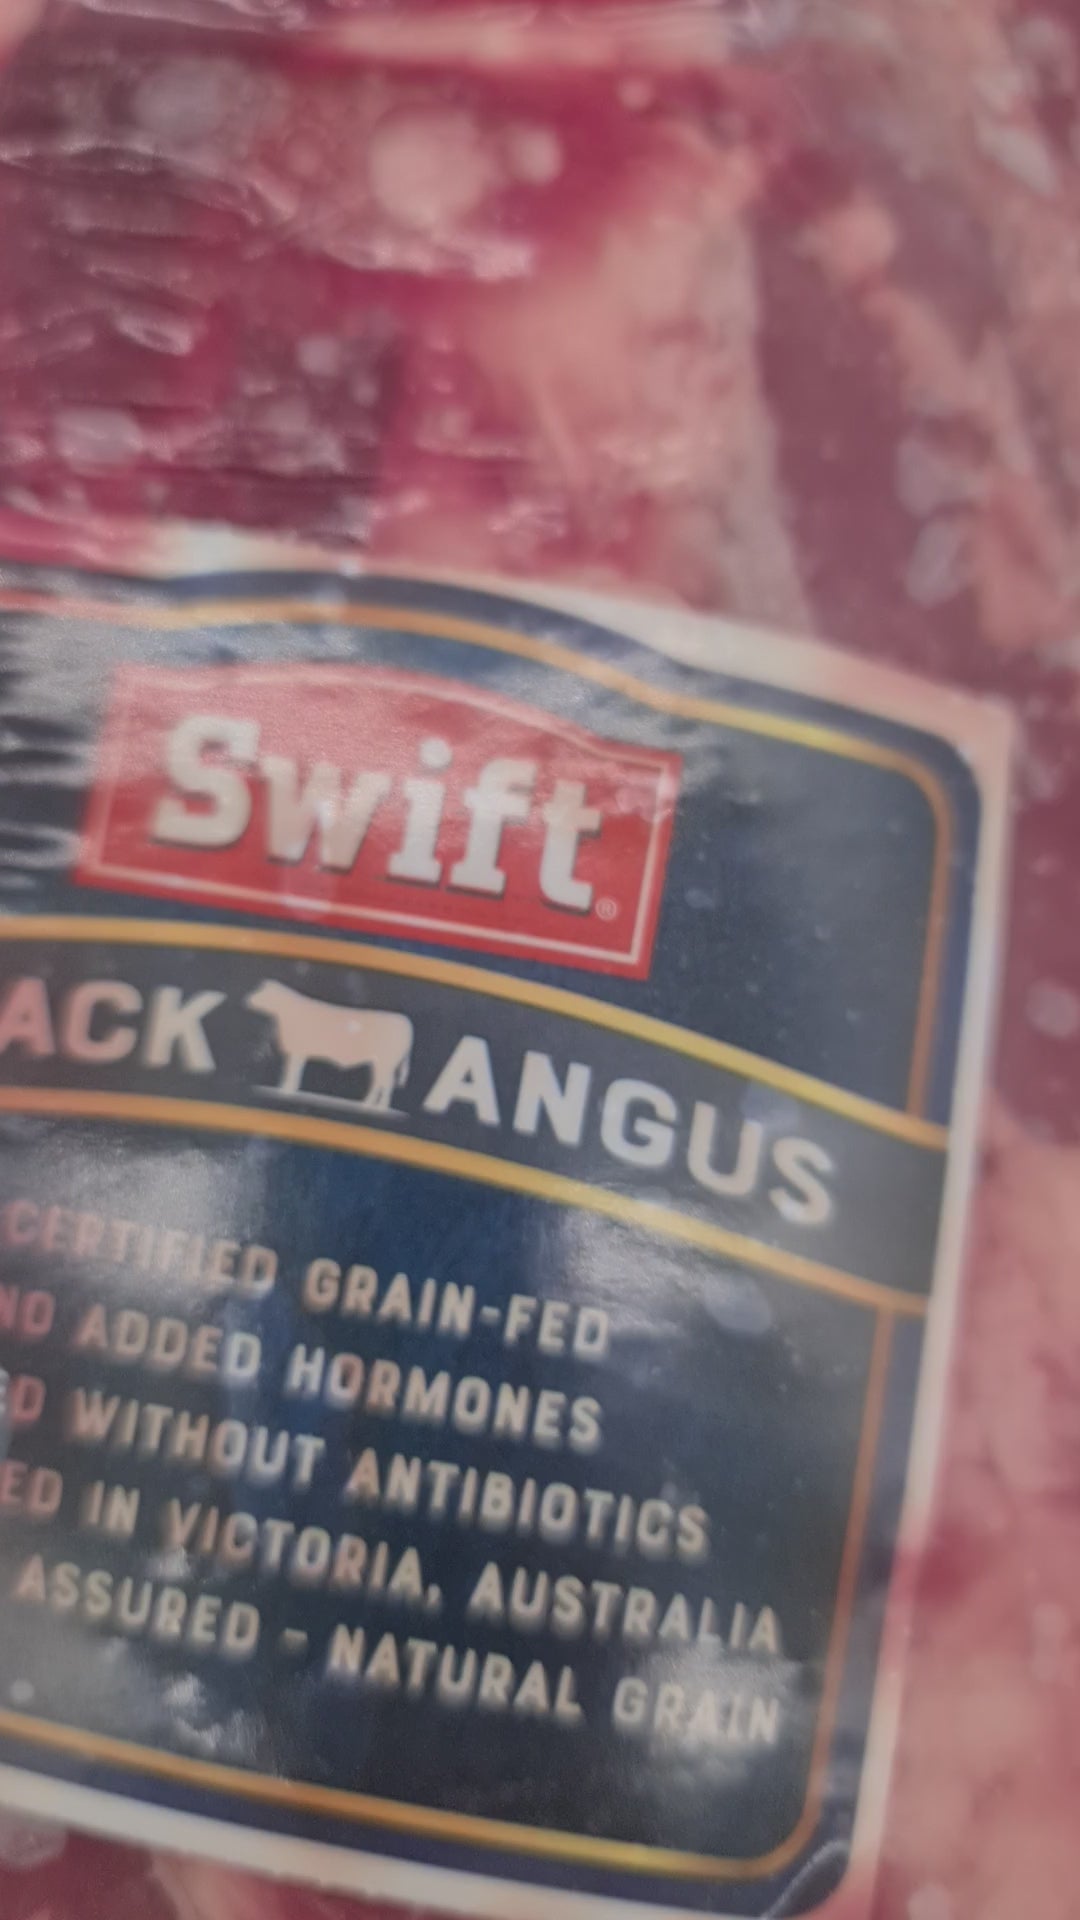 Swift®
ACK ANGUS
CERTIFIED GRAIN-FED
NO ADDED HORMONES
ED WITHOUT ANTIBIOTICS
ED IN VICTORIA, AUSTRALIA
ASSURED - NATURAL GRAIN